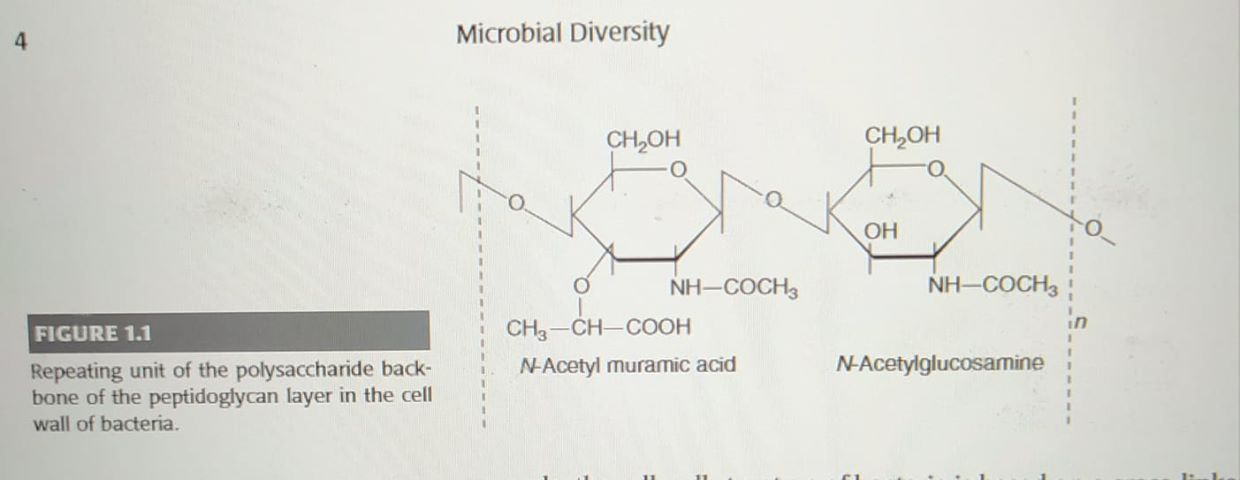 4
Microbial Diversity
CH₂OH
CH₂OH
O
O
O
O
O
OH
O
NH—COCH₃
NH—COCH₃
CH₃—CH—COOH
n
N-Acetyl muramic acid
N-Acetylglucosamine
FIGURE 1.1
Repeating unit of the polysaccharide back-
bone of the peptidoglycan layer in the cell
wall of bacteria.